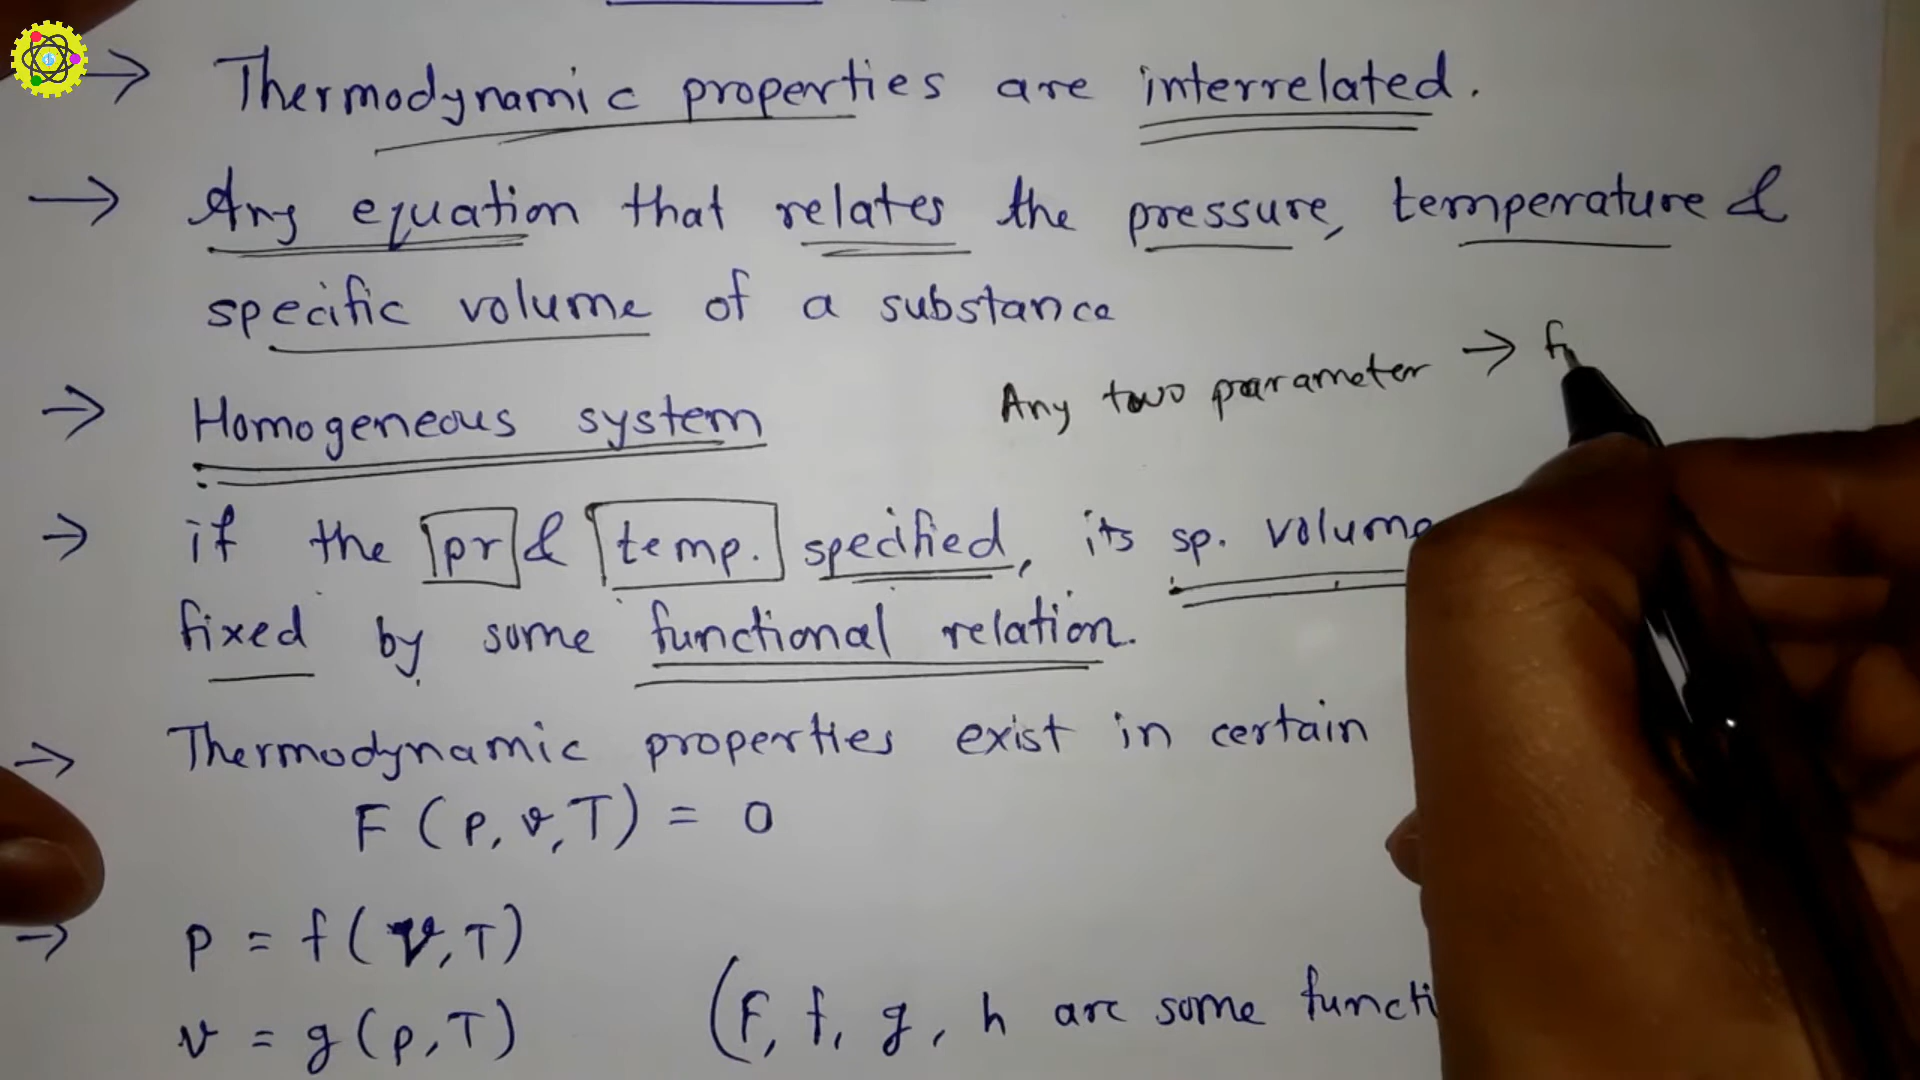 → Thermodynamic properties are interrelated.
→ Any equation that relates the pressure, temperature &
specific volume of a substance
Any two parameter → f
→ Homogeneous system
→ if the pr & temp. specified, its sp. volume
fixed by some functional relation.
→ Thermodynamic properties exist in certain
F (p, v, T) = 0
→ p = f(v, T)
v = g(p, T)
(F, f, g, h are some functi